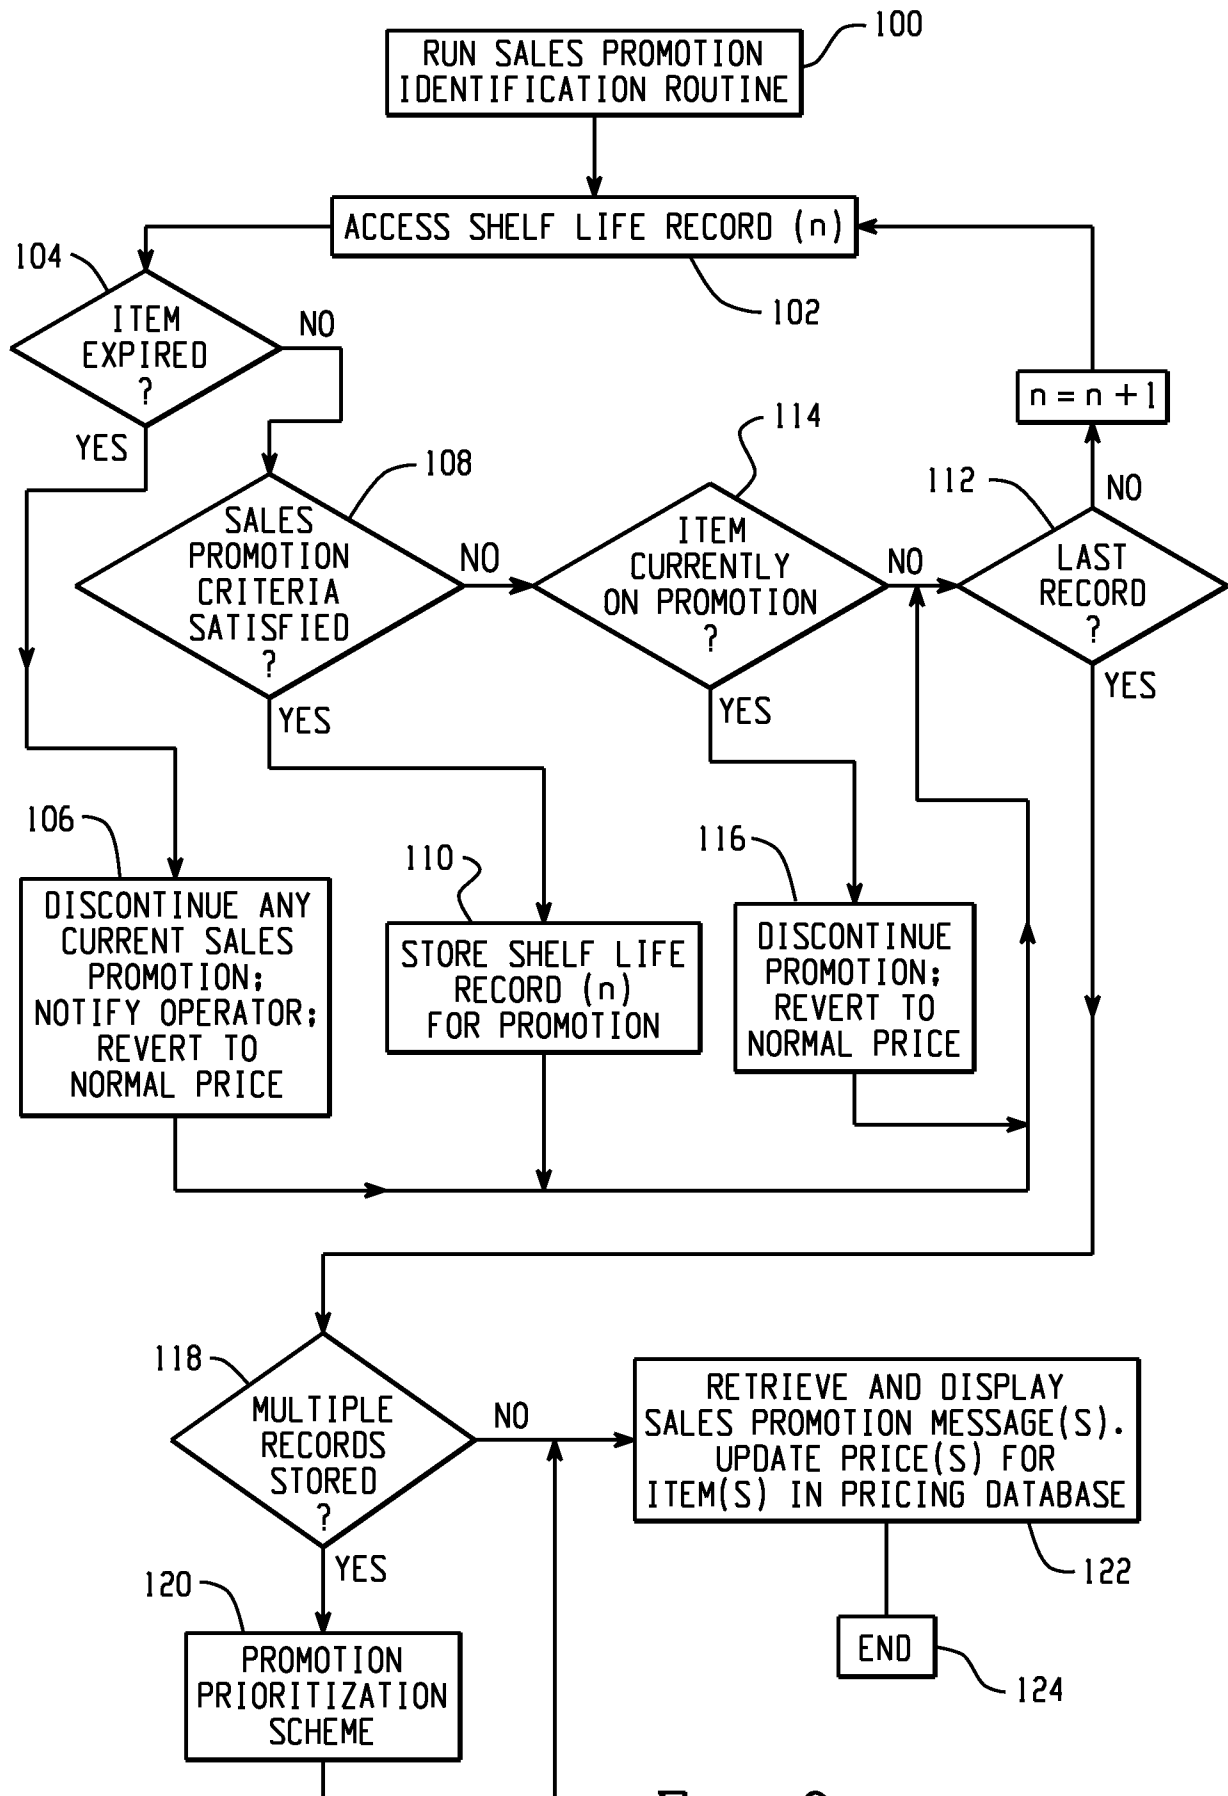 100
RUN SALES PROMOTION
IDENTIFICATION ROUTINE
ACCESS SHELF LIFE RECORD (n)
102
104
ITEM
EXPIRED
?
NO
YES
n = n + 1
108
SALES
PROMOTION
CRITERIA
SATISFIED
?
NO
YES
114
ITEM
CURRENTLY
ON PROMOTION
?
NO
YES
112
LAST
RECORD
?
NO
YES
106
DISCONTINUE ANY
CURRENT SALES
PROMOTION;
NOTIFY OPERATOR;
REVERT TO
NORMAL PRICE
110
STORE SHELF LIFE
RECORD (n)
FOR PROMOTION
116
DISCONTINUE
PROMOTION;
REVERT TO
NORMAL PRICE
118
MULTIPLE
RECORDS
STORED
?
NO
YES
RETRIEVE AND DISPLAY
SALES PROMOTION MESSAGE(S).
UPDATE PRICE(S) FOR
ITEM(S) IN PRICING DATABASE
122
120
PROMOTION
PRIORITIZATION
SCHEME
END
124